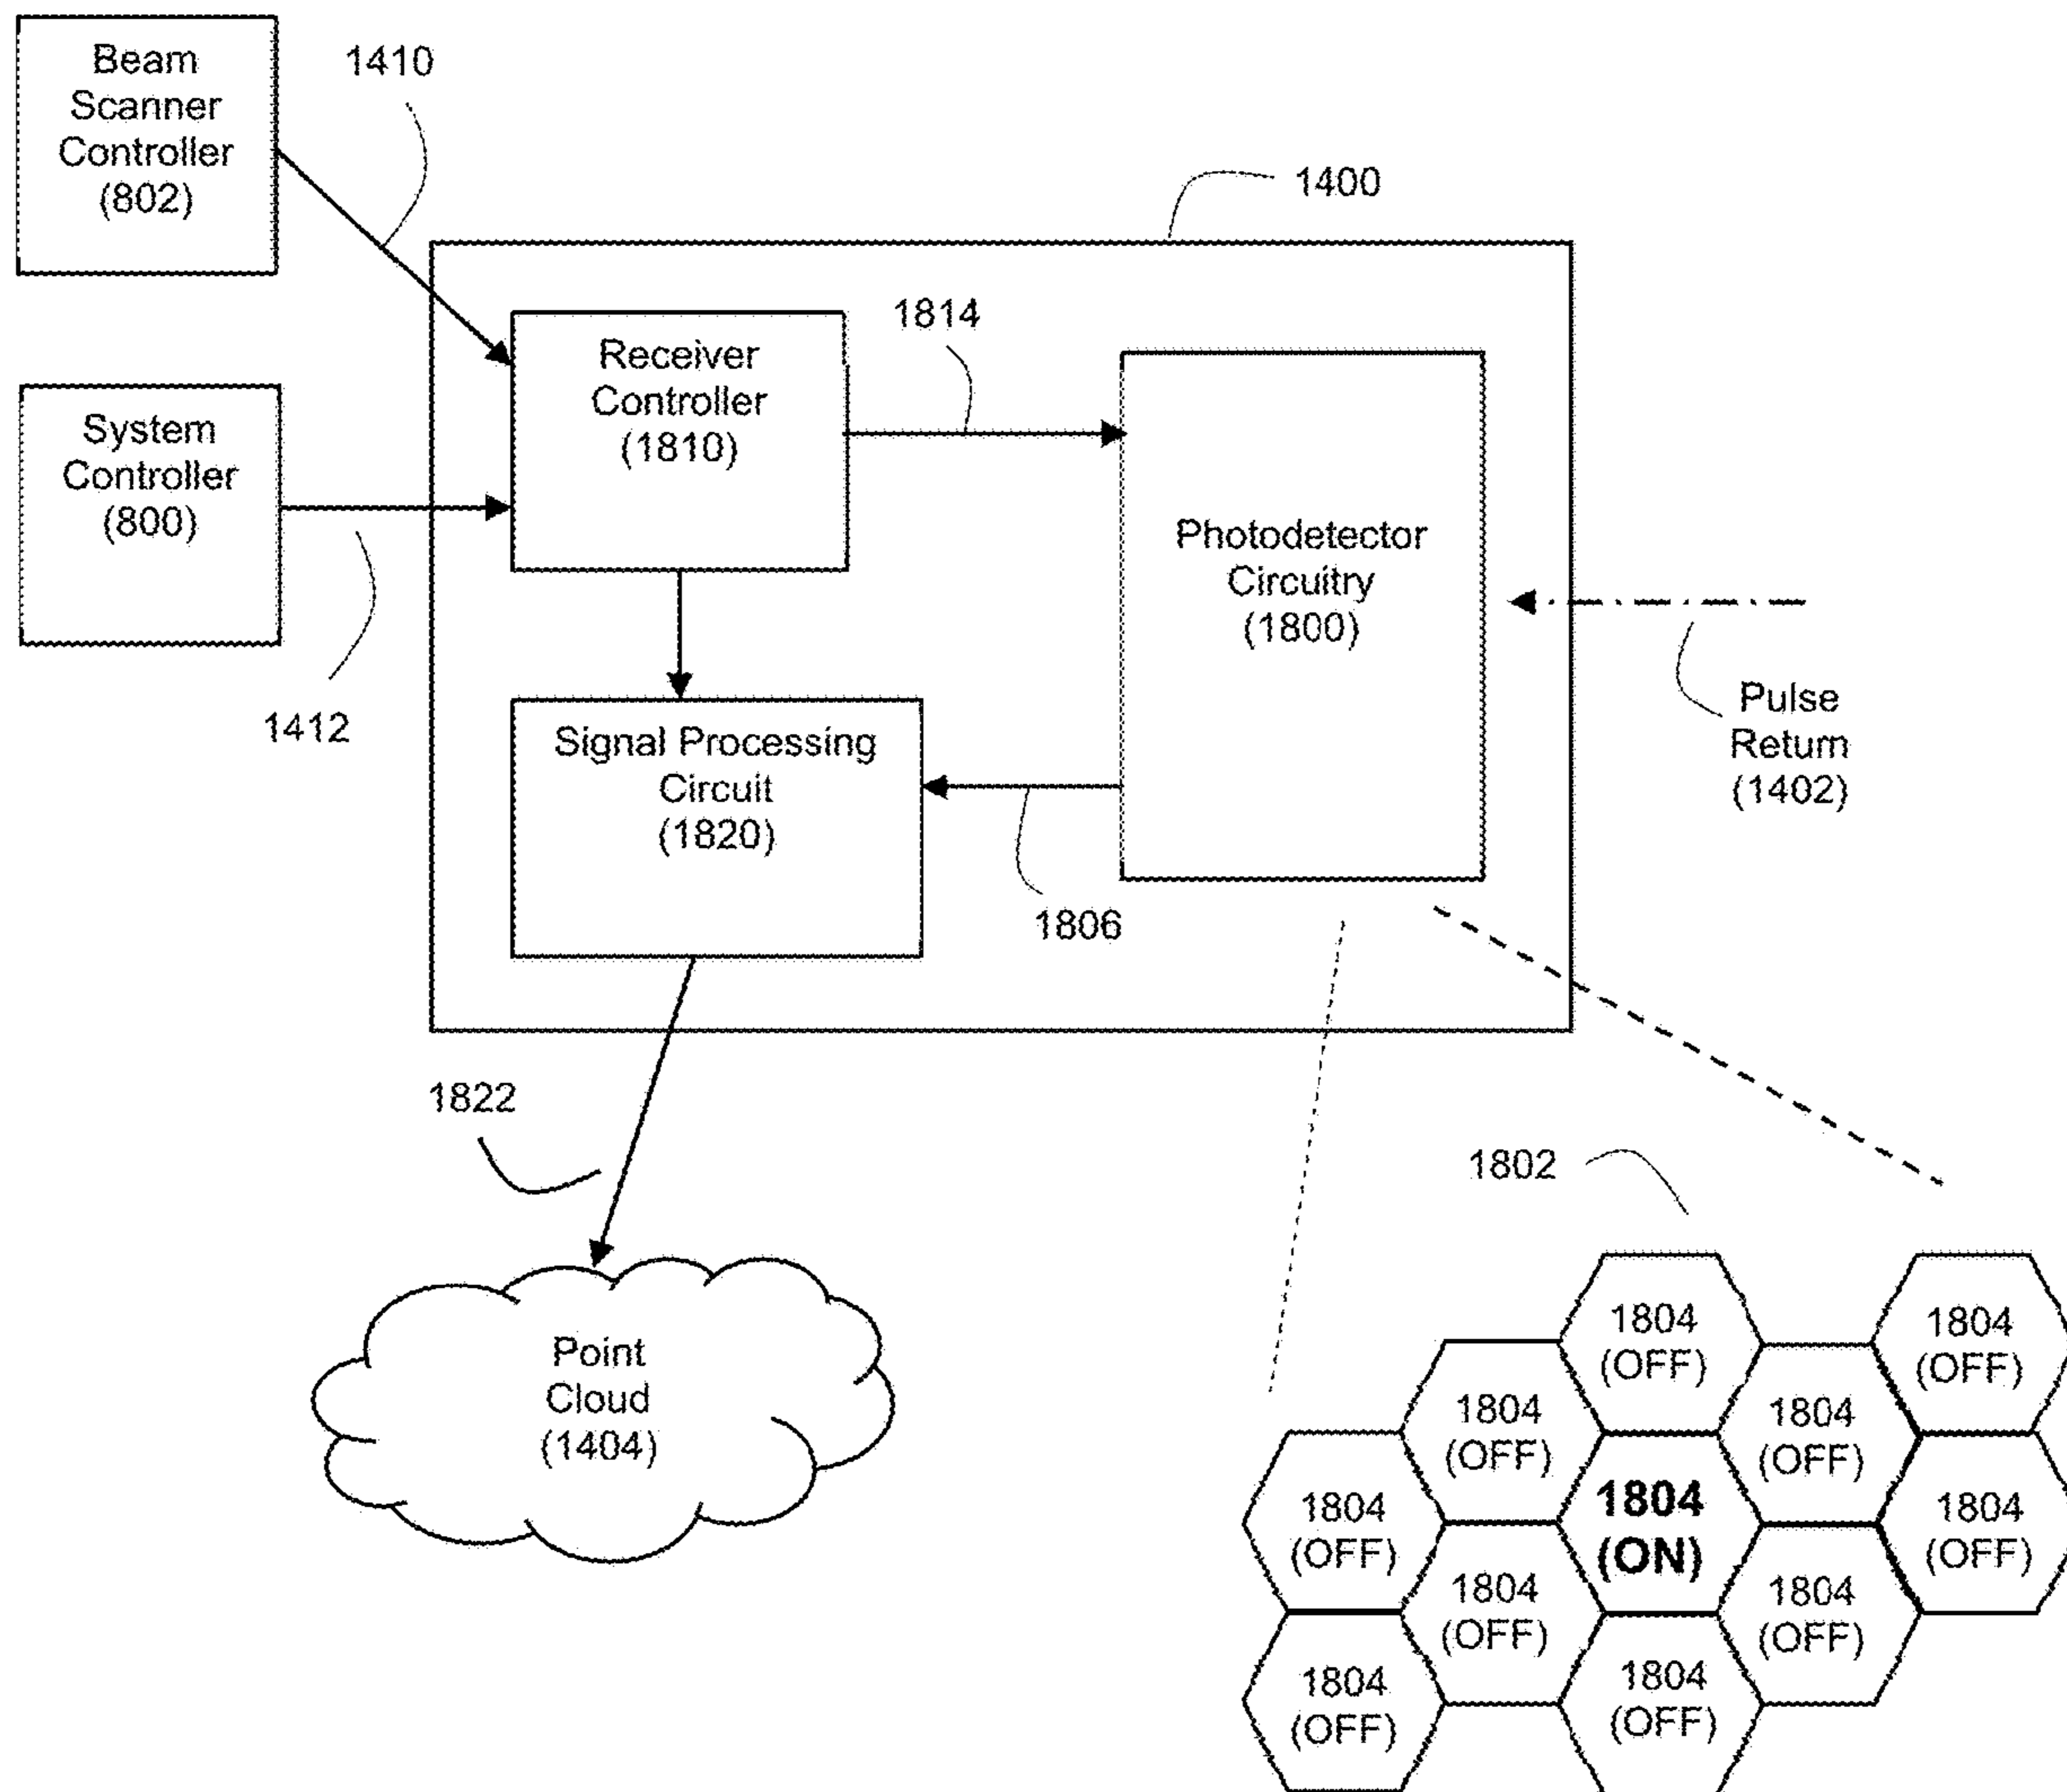 Beam
Scanner
Controller
(802)
1410
1400
System
Controller
(800)
1412
Receiver
Controller
(1810)
1814
Photodetector
Circuitry
(1800)
Pulse
Return
(1402)
Signal Processing
Circuit
(1820)
1806
1822
Point
Cloud
(1404)
1802
1804
(OFF)
1804
(OFF)
1804
(OFF)
1804
(OFF)
1804
(OFF)
1804
(ON)
1804
(OFF)
1804
(OFF)
1804
(OFF)
1804
(OFF)
1804
(OFF)